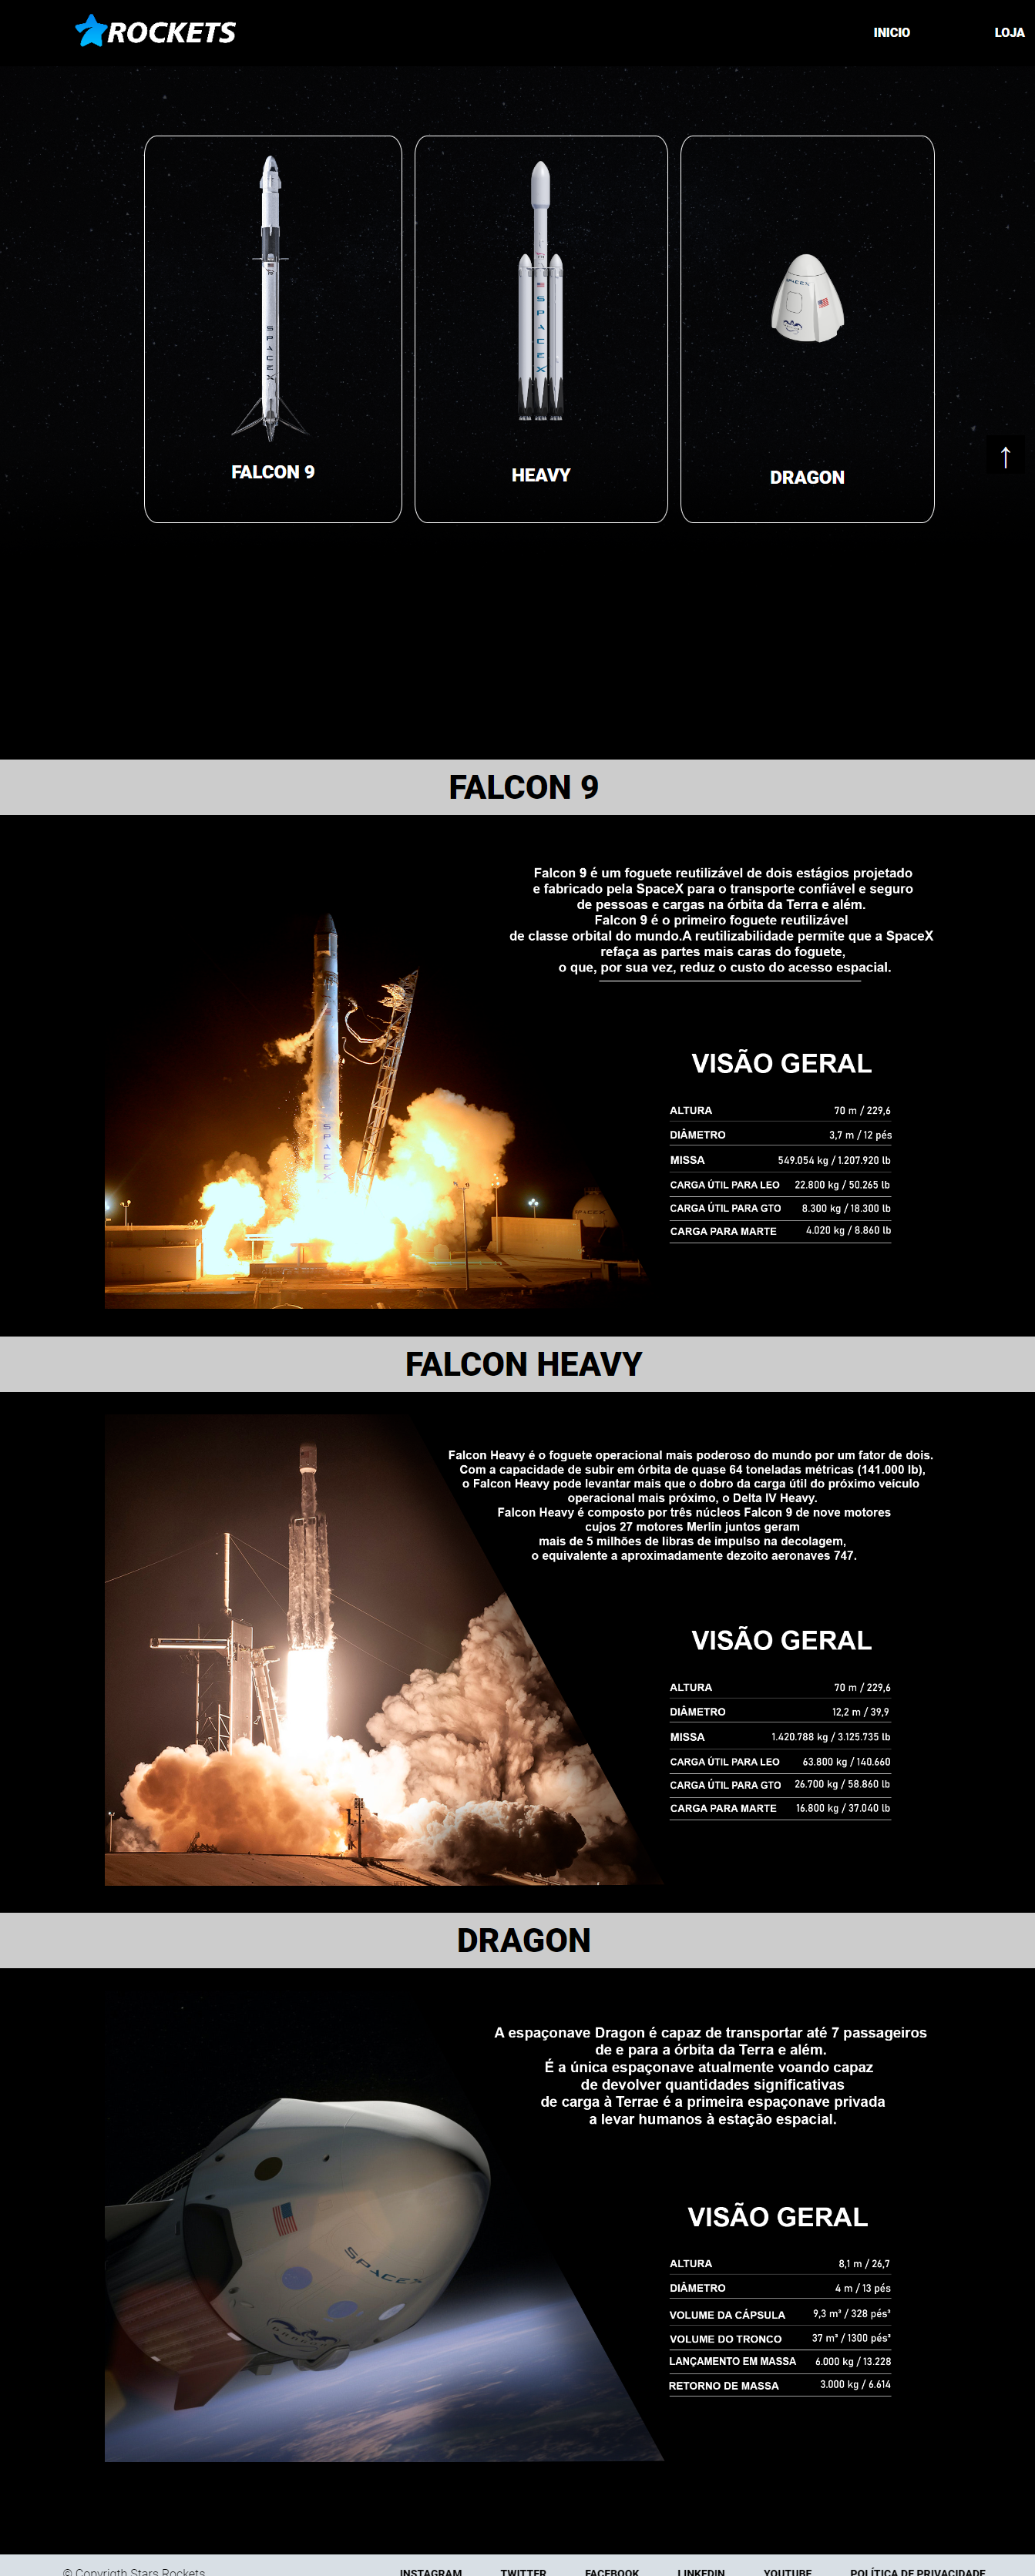 ROCKETS
INICIO
LOJA
SPACEX
SPACEX
SPACEX
FALCON 9
HEAVY
DRAGON
↑
FALCON 9
Falcon 9 é um foguete reutilizável de dois estágios projetado
e fabricado pela SpaceX para o transporte confiável e seguro
de pessoas e cargas na órbita da Terra e além.
Falcon 9 é o primeiro foguete reutilizável
de classe orbital do mundo.A reutilizabilidade permite que a SpaceX
refaça as partes mais caras do foguete,
o que, por sua vez, reduz o custo do acesso espacial.
SPACEX
SPACEX
VISÃO GERAL
ALTURA 70 m / 229,6
DIÂMETRO 3,7 m / 12 pés
MISSA 549.054 kg / 1.207.920 lb
CARGA ÚTIL PARA LEO 22.800 kg / 50.265 lb
CARGA ÚTIL PARA GTO 8.300 kg / 18.300 lb
CARGA PARA MARTE 4.020 kg / 8.860 lb
FALCON HEAVY
Falcon Heavy é o foguete operacional mais poderoso do mundo por um fator de dois.
Com a capacidade de subir em órbita de quase 64 toneladas métricas (141.000 lb),
o Falcon Heavy pode levantar mais que o dobro da carga útil do próximo veículo
operacional mais próximo, o Delta IV Heavy.
Falcon Heavy é composto por três núcleos Falcon 9 de nove motores
cujos 27 motores Merlin juntos geram
mais de 5 milhões de libras de impulso na decolagem,
o equivalente a aproximadamente dezoito aeronaves 747.
VISÃO GERAL
ALTURA 70 m / 229,6
DIÂMETRO 12,2 m / 39,9
MISSA 1.420.788 kg / 3.125.735 lb
CARGA ÚTIL PARA LEO 63.800 kg / 140.660
CARGA ÚTIL PARA GTO 26.700 kg / 58.860 lb
CARGA PARA MARTE 16.800 kg / 37.040 lb
DRAGON
A espaçonave Dragon é capaz de transportar até 7 passageiros
de e para a órbita da Terra e além.
É a única espaçonave atualmente voando capaz
de devolver quantidades significativas
de carga à Terrae é a primeira espaçonave privada
a levar humanos à estação espacial.
SPACEX
VISÃO GERAL
ALTURA 8,1 m / 26,7
DIÂMETRO 4 m / 13 pés
VOLUME DA CÁPSULA 9,3 m³ / 328 pés³
VOLUME DO TRONCO 37 m³ / 1300 pés³
LANÇAMENTO EM MASSA 6.000 kg / 13.228
RETORNO DE MASSA 3.000 kg / 6.614
© Copyrigth Stars Rockets
INSTAGRAM
TWITTER
FACEBOOK
LINKEDIN
YOUTUBE
POLÍTICA DE PRIVACIDADE